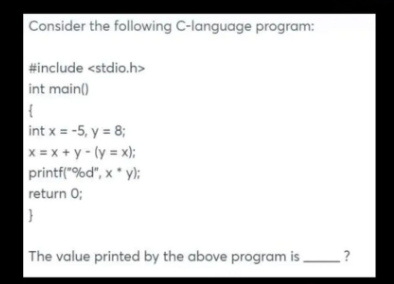 Consider the following C-language program:
#include <stdio.h>
int main()
{
int x = -5, y = 8;
x = x + y - (y = x);
printf("%d", x * y);
return 0;
}
The value printed by the above program is _____ ?